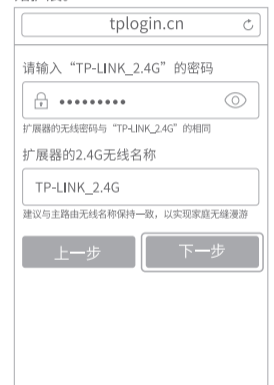 tplogin.cn
请输入“TP-LINK_2.4G”的密码
•••••••••
扩展器的无线密码与“TP-LINK_2.4G”的相同
扩展器的2.4G无线名称
TP-LINK_2.4G
建议与主路由无线名称保持一致，以实现家庭无缝漫游
上一步 下一步